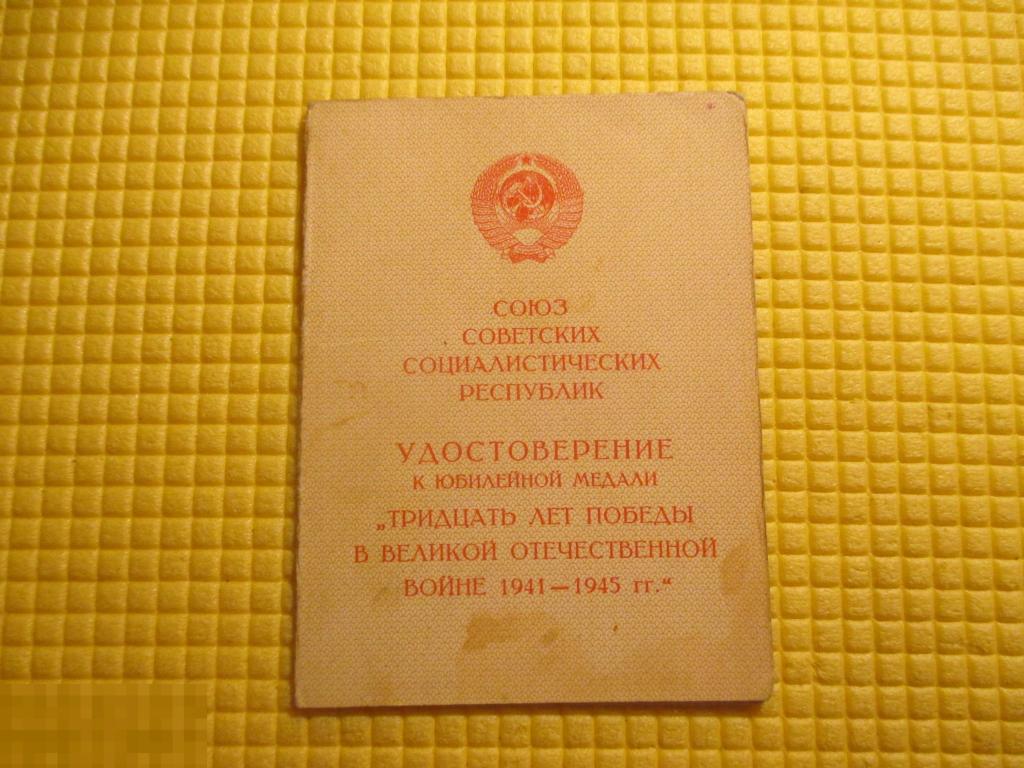 СОЮЗ
СОВЕТСКИХ
СОЦИАЛИСТИЧЕСКИХ
РЕСПУБЛИК
УДОСТОВЕРЕНИЕ
К ЮБИЛЕЙНОЙ МЕДАЛИ
„ТРИДЦАТЬ ЛЕТ ПОБЕДЫ
В ВЕЛИКОЙ ОТЕЧЕСТВЕННОЙ
ВОЙНЕ 1941—1945 гг.“